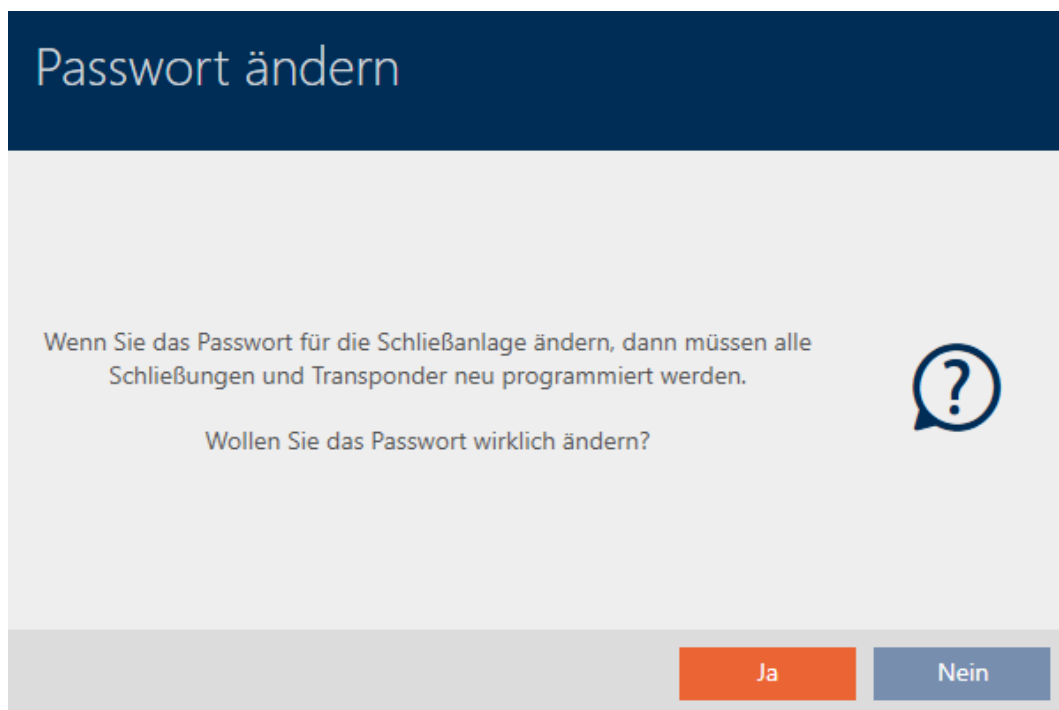 Passwort ändern
Wenn Sie das Passwort für die Schließanlage ändern, dann müssen alle
Schließungen und Transponder neu programmiert werden.
Wollen Sie das Passwort wirklich ändern?
?
Ja
Nein